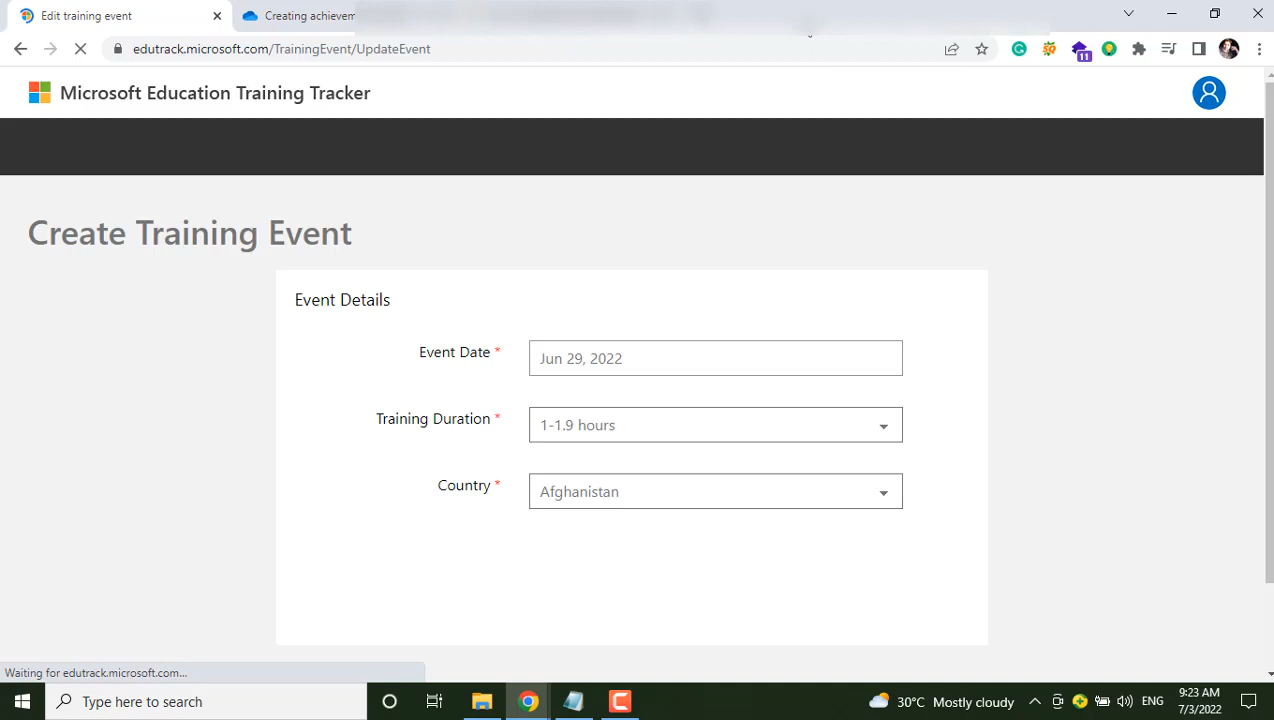 Edit training event
Creating achievem
edutrack.microsoft.com/TrainingEvent/UpdateEvent
11
Microsoft Education Training Tracker
Create Training Event
Event Details
Event Date *
Jun 29, 2022
Training Duration *
1-1.9 hours
Country *
Afghanistan
Waiting for edutrack.microsoft.com...
Type here to search
30°C Mostly cloudy
ENG
9:23 AM
7/3/2022